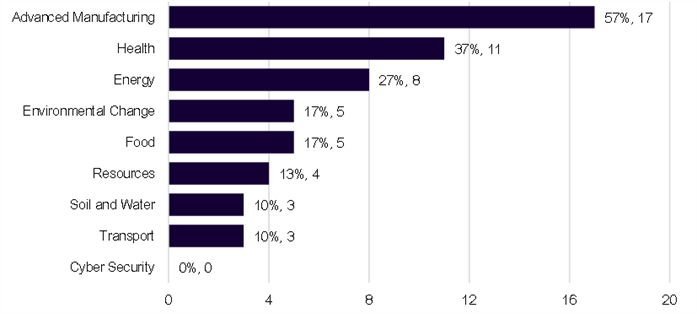 Advanced Manufacturing 57%, 17
Health 37%, 11
Energy 27%, 8
Environmental Change 17%, 5
Food 17%, 5
Resources 13%, 4
Soil and Water 10%, 3
Transport 10%, 3
Cyber Security 0%, 0
0 4 8 12 16 20